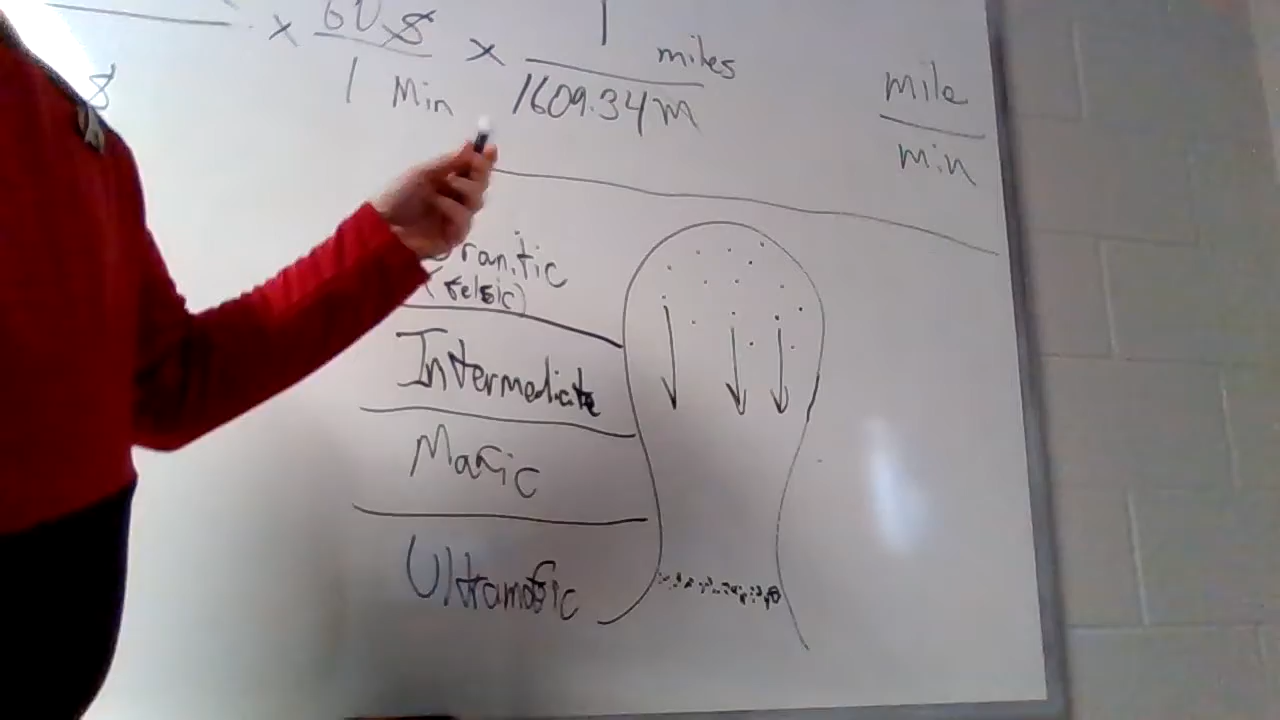 60 s
1 Min
1 miles
1609.34 m
mile
min
Granitic
(felsic)
Intermediate
Mafic
Ultramafic